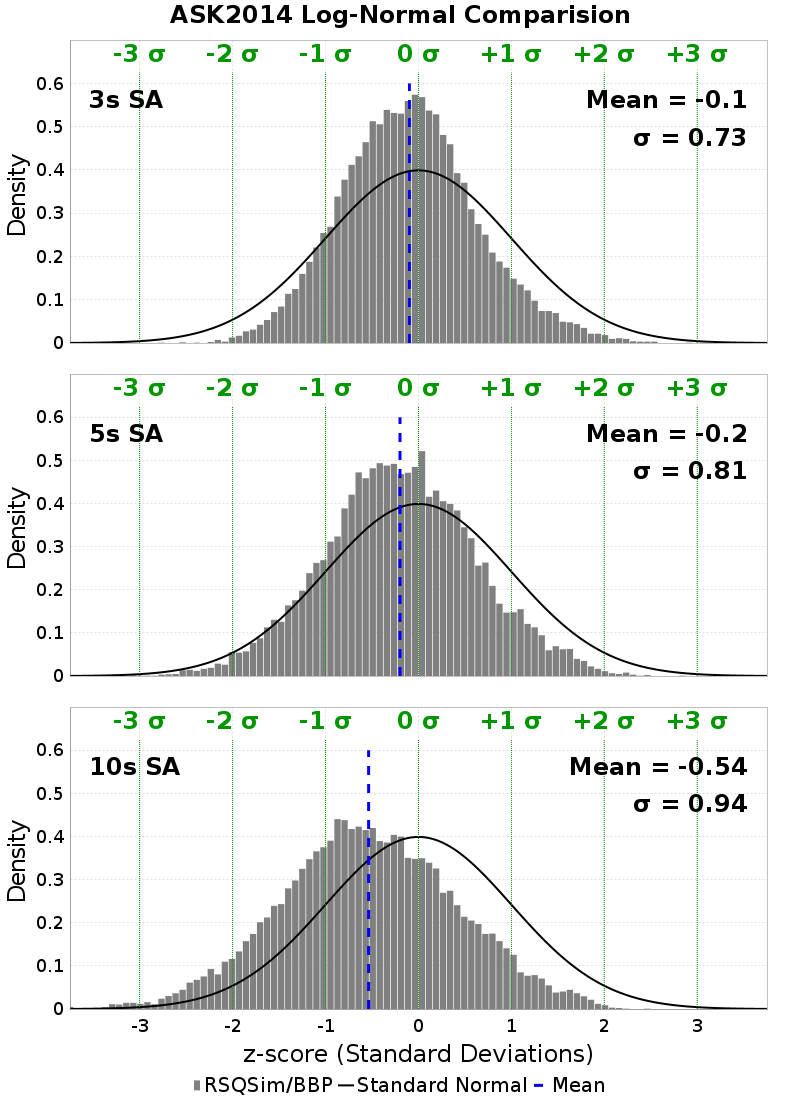 ASK2014 Log-Normal Comparision
-3 σ -2 σ -1 σ 0 σ +1 σ +2 σ +3 σ
0.6
3s SA Mean = -0.1
0.5
σ = 0.73
0.4
Density
0.3
0.2
0.1
0
-3 σ -2 σ -1 σ 0 σ +1 σ +2 σ +3 σ
0.6
5s SA Mean = -0.2
0.5
σ = 0.81
0.4
Density
0.3
0.2
0.1
0
-3 σ -2 σ -1 σ 0 σ +1 σ +2 σ +3 σ
0.6
10s SA Mean = -0.54
0.5
σ = 0.94
0.4
Density
0.3
0.2
0.1
0
-3 -2 -1 0 1 2 3
z-score (Standard Deviations)
RSQSim/BBP Standard Normal Mean